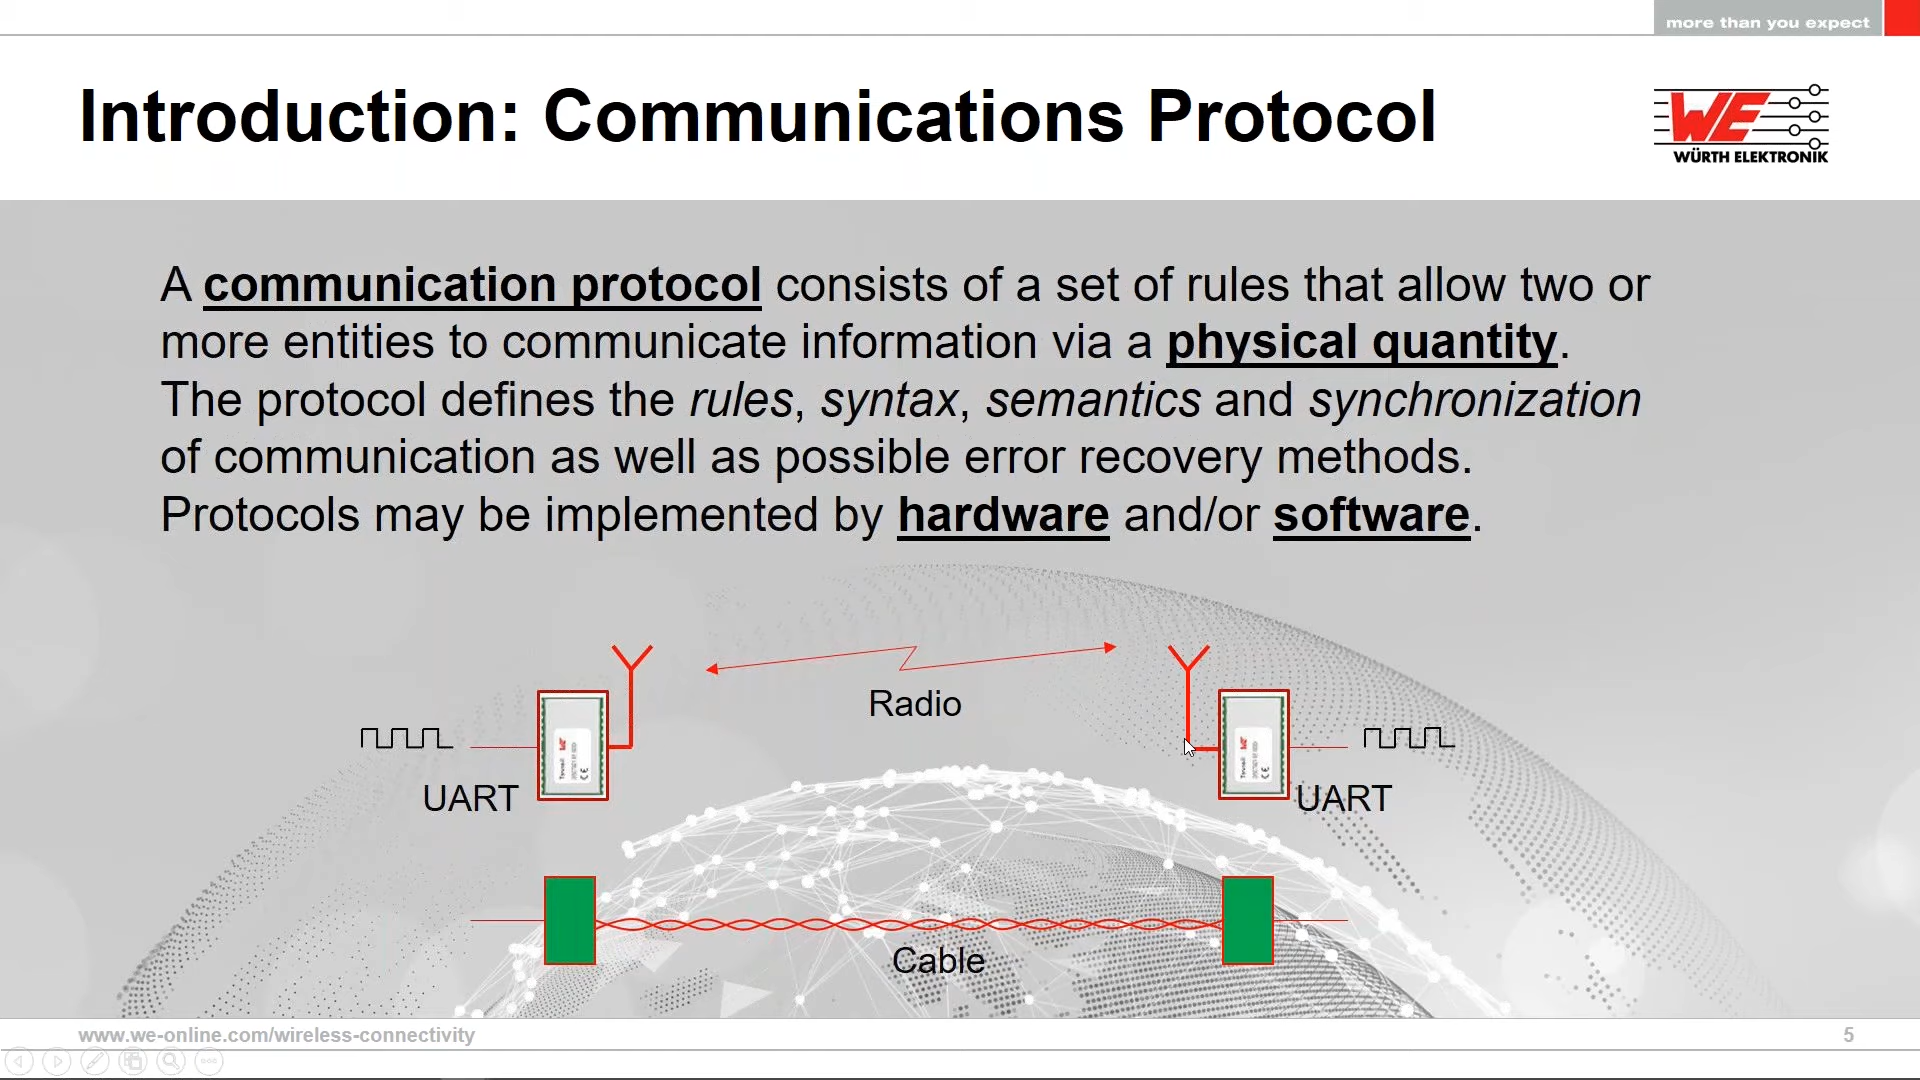 more than you expect
Introduction: Communications Protocol
WE
WÜRTH ELEKTRONIK
A communication protocol consists of a set of rules that allow two or
more entities to communicate information via a physical quantity.
The protocol defines the rules, syntax, semantics and synchronization
of communication as well as possible error recovery methods.
Protocols may be implemented by hardware and/or software.
Radio
UART
UART
Cable
www.we-online.com/wireless-connectivity
5